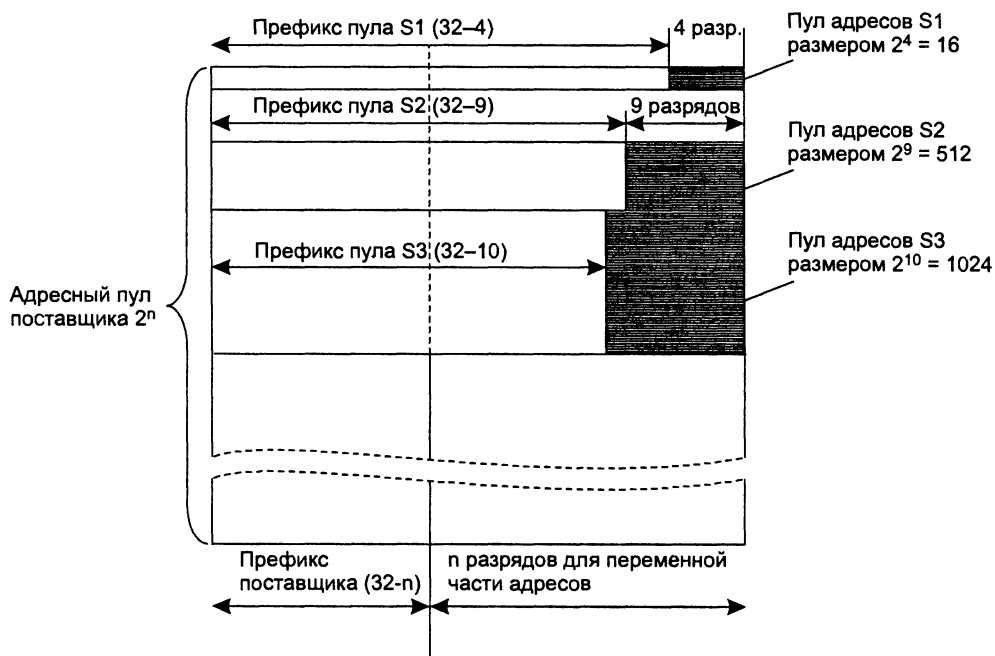 Префикс пула S1 (32–4)
4 разр.
Пул адресов S1
размером 2⁴ = 16
Префикс пула S2 (32–9)
9 разрядов
Пул адресов S2
размером 2⁹ = 512
Префикс пула S3 (32–10)
Пул адресов S3
размером 2¹⁰ = 1024
Адресный пул
поставщика 2ⁿ
Префикс
поставщика (32-n)
n разрядов для переменной
части адресов